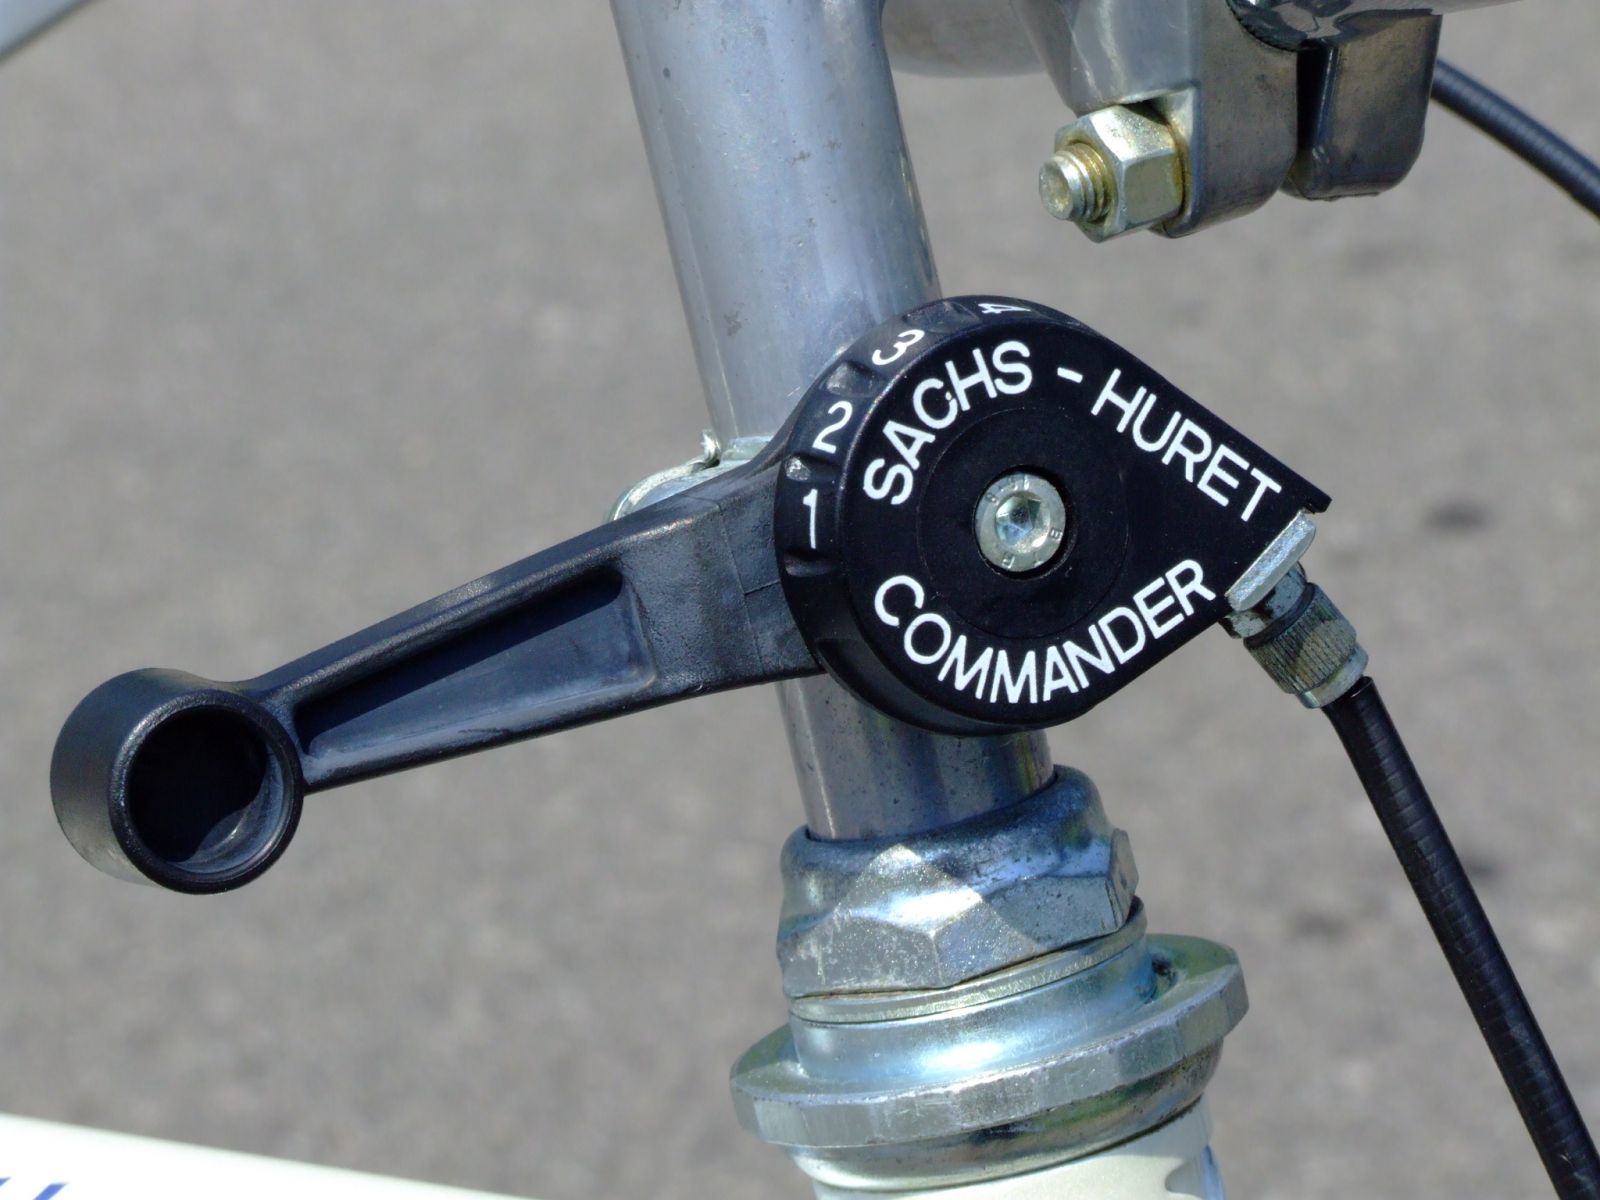 SACHS - HURET
COMMANDER
1
2
3
4